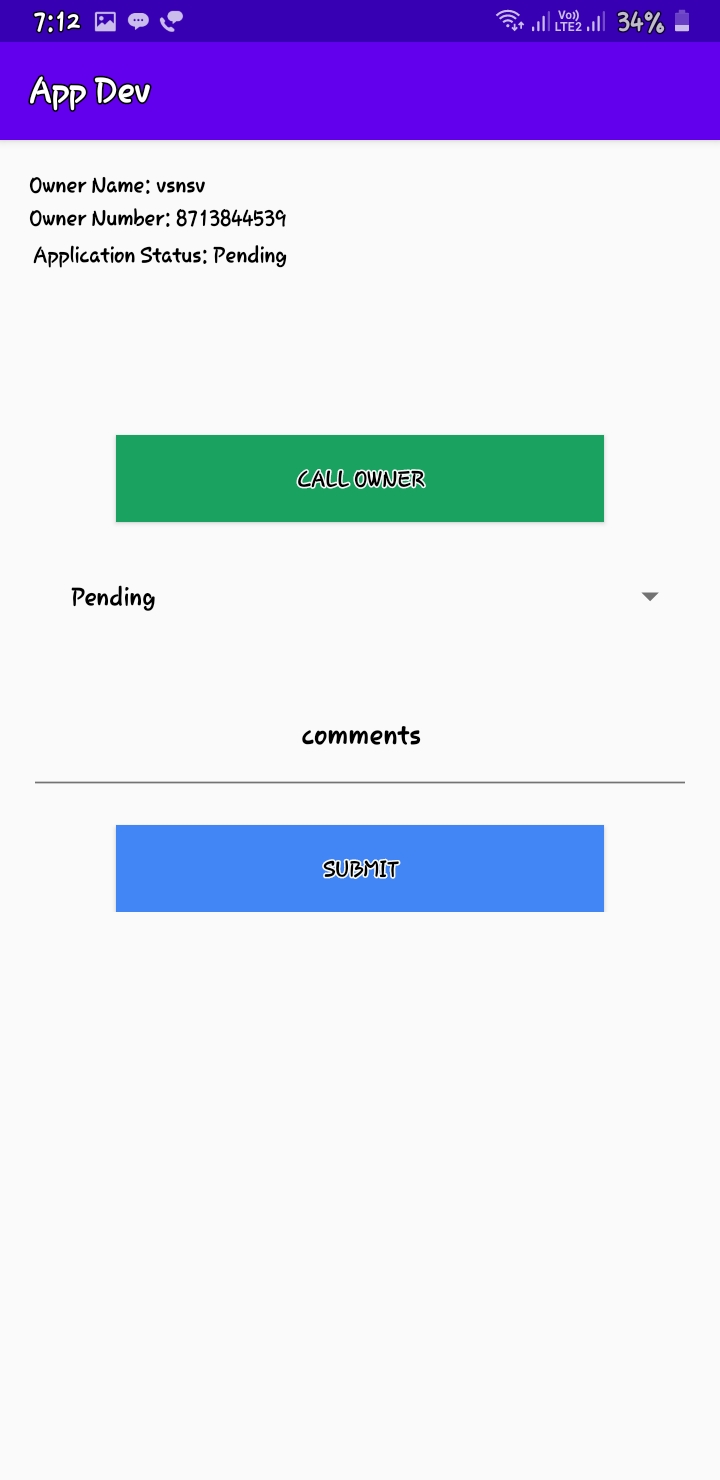 7:12 Vo)) LTE2 34%
App Dev
Owner Name: vsnsv
Owner Number: 8713844539
Application Status: Pending
CALL OWNER
Pending
comments
SUBMIT